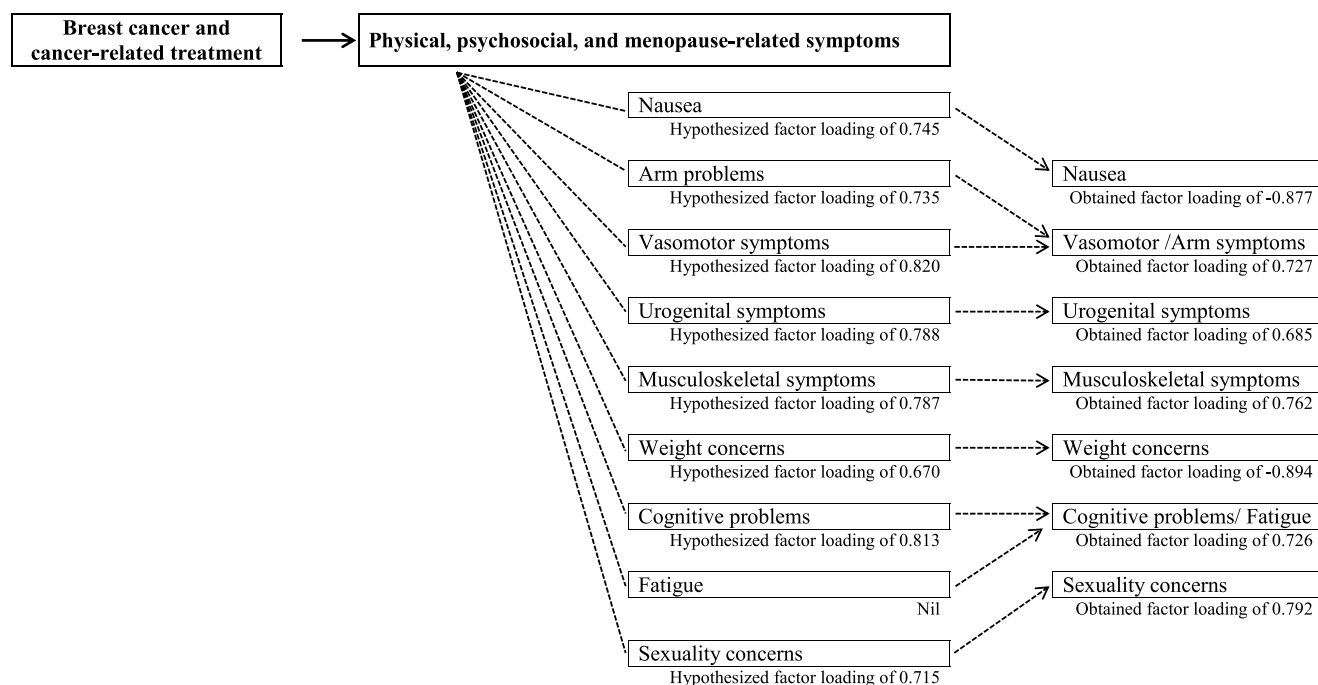 Breast cancer and
cancer-related treatment
Physical, psychosocial, and menopause-related symptoms
Nausea
Hypothesized factor loading of 0.745
Arm problems
Hypothesized factor loading of 0.735
Vasomotor symptoms
Hypothesized factor loading of 0.820
Urogenital symptoms
Hypothesized factor loading of 0.788
Musculoskeletal symptoms
Hypothesized factor loading of 0.787
Weight concerns
Hypothesized factor loading of 0.670
Cognitive problems
Hypothesized factor loading of 0.813
Fatigue
Nil
Sexuality concerns
Hypothesized factor loading of 0.715
Nausea
Obtained factor loading of -0.877
Vasomotor /Arm symptoms
Obtained factor loading of 0.727
Urogenital symptoms
Obtained factor loading of 0.685
Musculoskeletal symptoms
Obtained factor loading of 0.762
Weight concerns
Obtained factor loading of -0.894
Cognitive problems/ Fatigue
Obtained factor loading of 0.726
Sexuality concerns
Obtained factor loading of 0.792